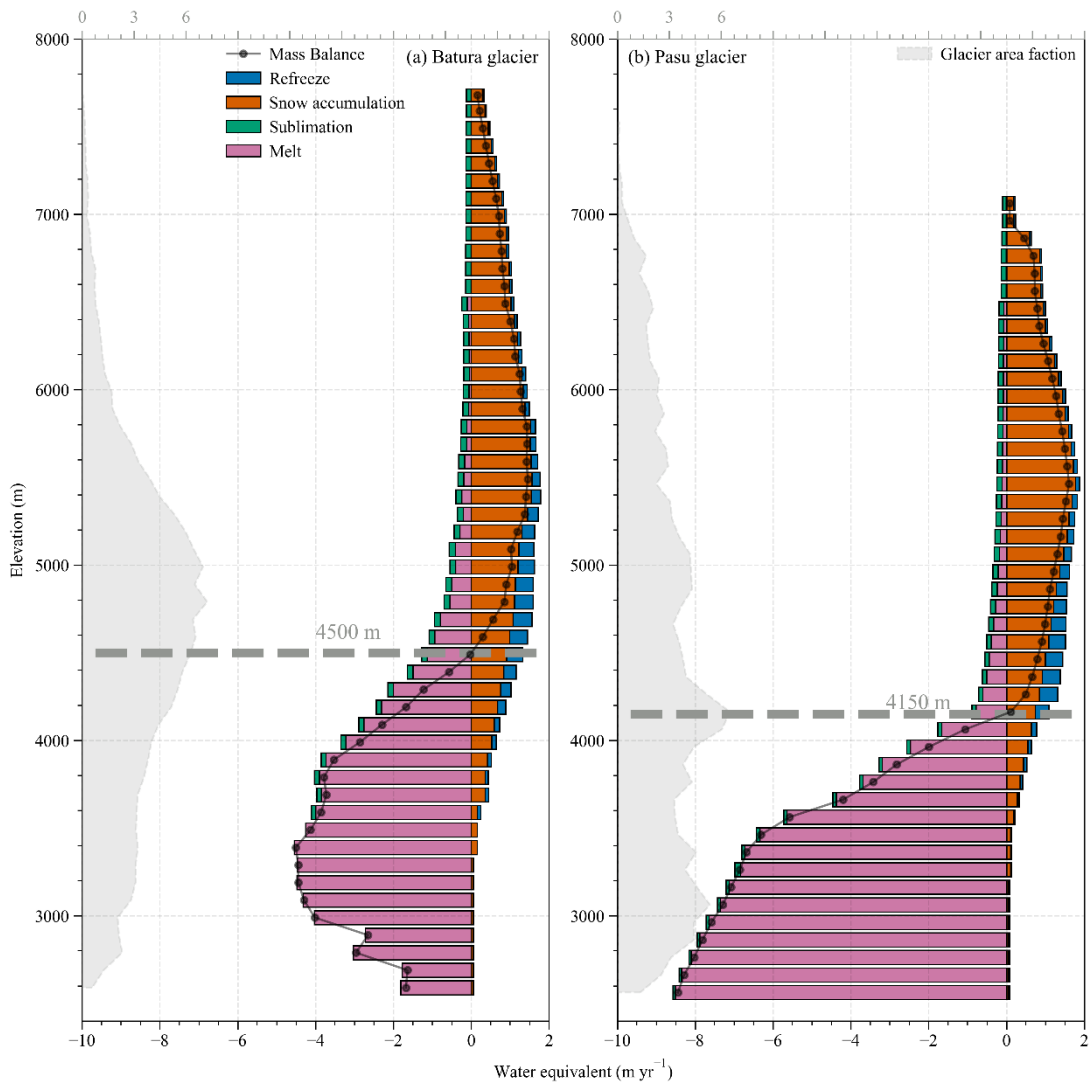 0 3 6
0 3 6
8000
7000
6000
5000
4000
3000
Elevation (m)
Mass Balance
Refreeze
Snow accumulation
Sublimation
Melt
(a) Batura glacier
4500 m
−10 −8 −6 −4 −2 0 2
8000
7000
6000
5000
4000
3000
(b) Pasu glacier
Glacier area faction
4150 m
−10 −8 −6 −4 −2 0 2
Water equivalent (m yr⁻¹)